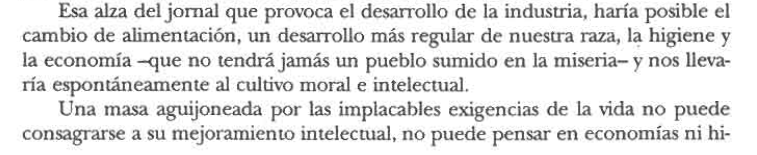 Esa alza del jornal que provoca el desarrollo de la industria, haría posible el
cambio de alimentación, un desarrollo más regular de nuestra raza, la higiene y
la economía –que no tendrá jamás un pueblo sumido en la miseria– y nos lleva-
ría espontáneamente al cultivo moral e intelectual.
Una masa aguijoneada por las implacables exigencias de la vida no puede
consagrarse a su mejoramiento intelectual, no puede pensar en economías ni hi-